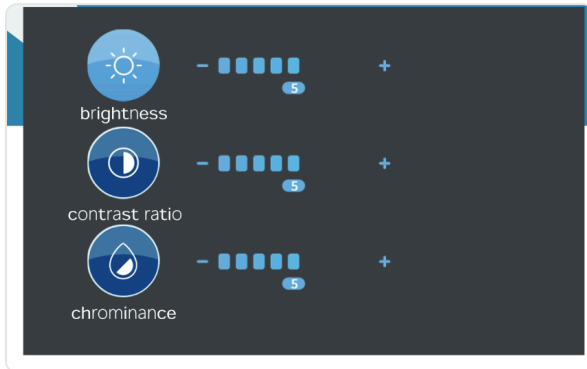 - +
5
brightness
- +
5
contrast ratio
- +
5
chrominance